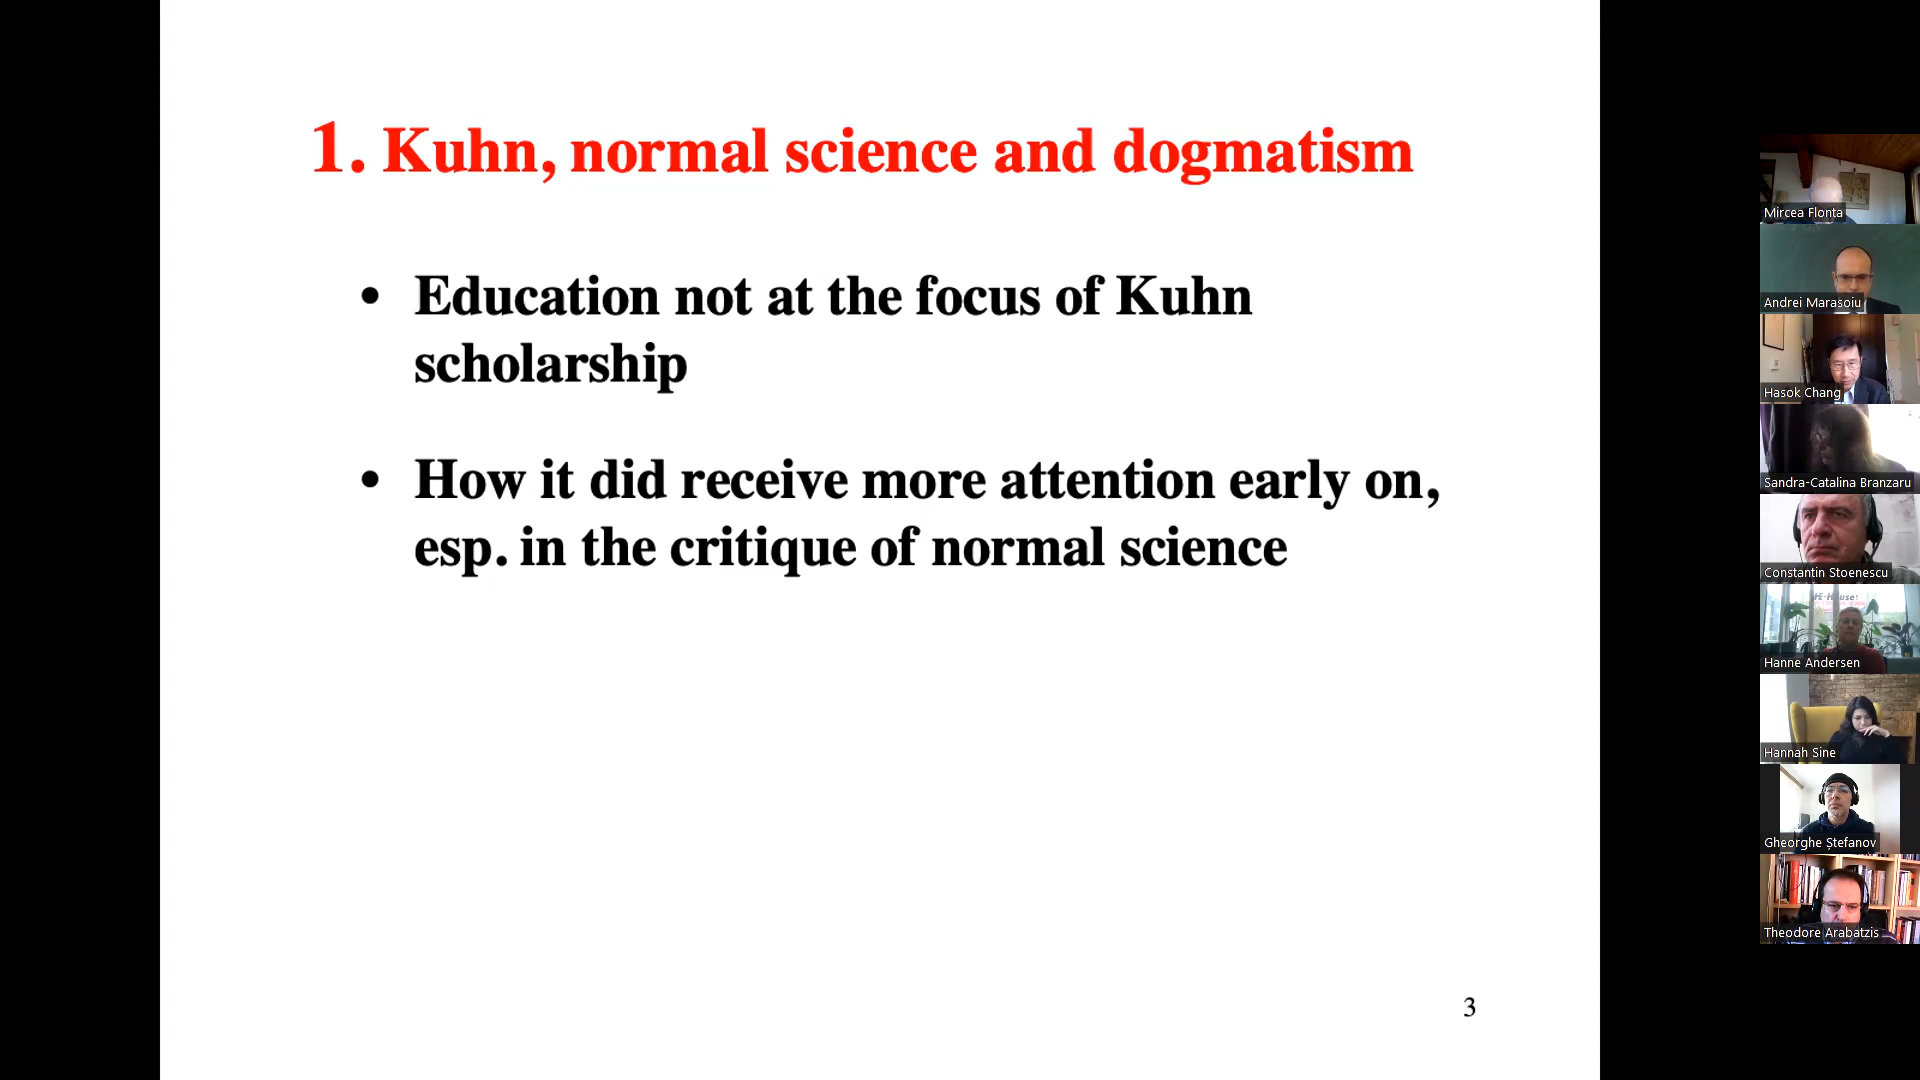 1. Kuhn, normal science and dogmatism
• Education not at the focus of Kuhn
scholarship
• How it did receive more attention early on,
esp. in the critique of normal science
3
Mircea Flonta
Andrei Marasoiu
Hasok Chang
Sandra-Catalina Branzaru
Constantin Stoenescu
Hanne Andersen
Hannah Sine
Gheorghe Ștefanov
Theodore Arabatzis